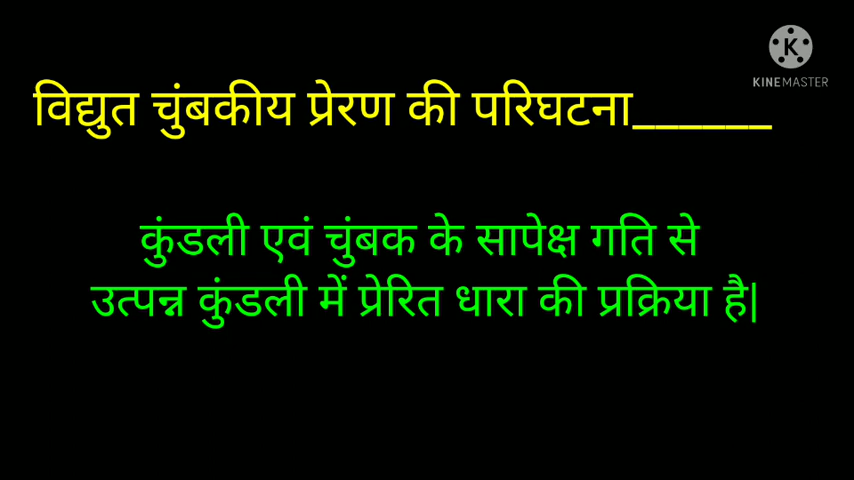 K
KINEMASTER
विद्युत चुंबकीय प्रेरण की परिघटना______
कुंडली एवं चुंबक के सापेक्ष गति से
उत्पन्न कुंडली में प्रेरित धारा की प्रक्रिया है|